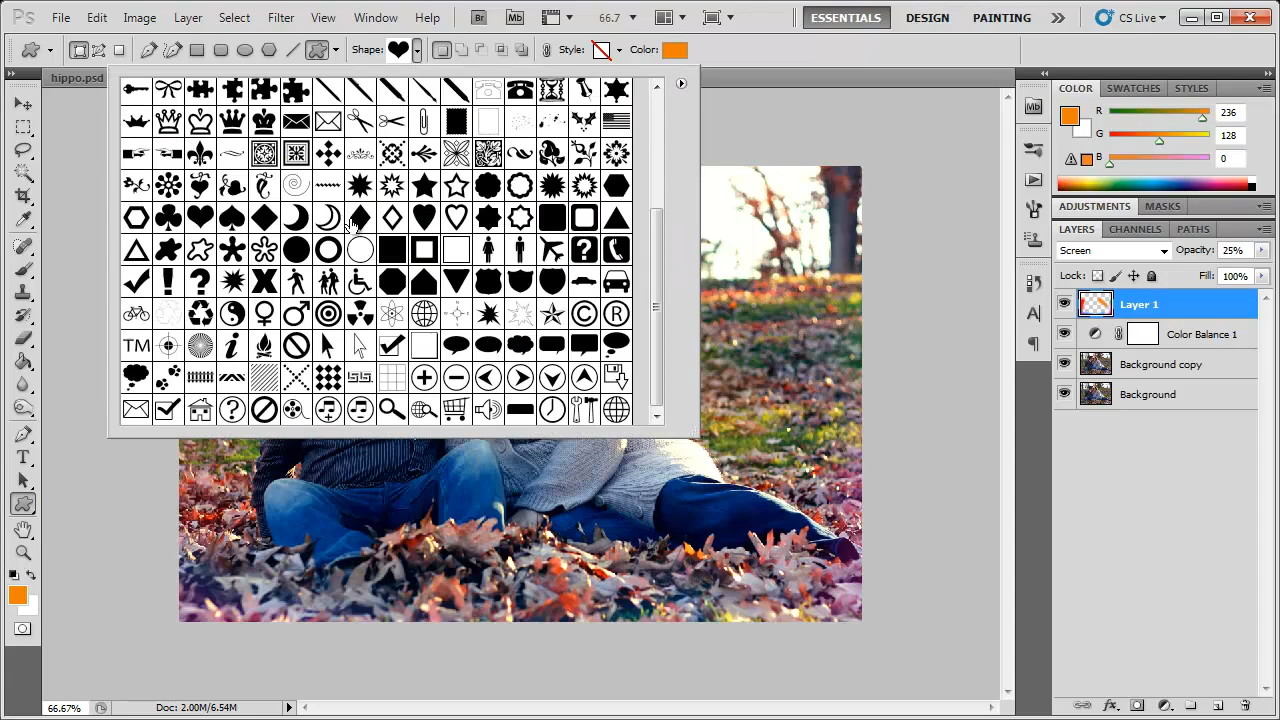 Ps File Edit Image Layer Select Filter View Window Help Br Mb 66.7 ESSENTIALS DESIGN PAINTING CS Live
Shape: Style: Color:
hippo.psd
COLOR SWATCHES STYLES
R 236
G 128
B 0
ADJUSTMENTS MASKS
LAYERS CHANNELS PATHS
Screen Opacity: 25%
Lock: Fill: 100%
Layer 1
Color Balance 1
Background copy
Background
Mb
A
TM
T
66.67% Doc: 2.00M/6.54M
fx